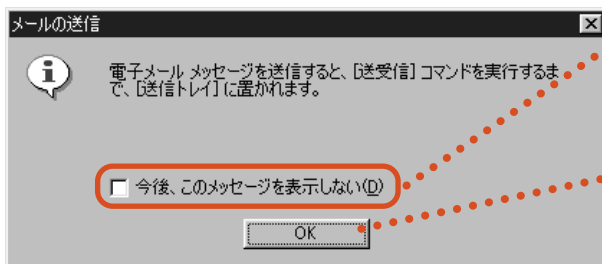 メールの送信
電子メール メッセージを送信すると、[送受信] コマンドを実行するま
で、[送信トレイ] に置かれます。
今後、このメッセージを表示しない(D)
OK